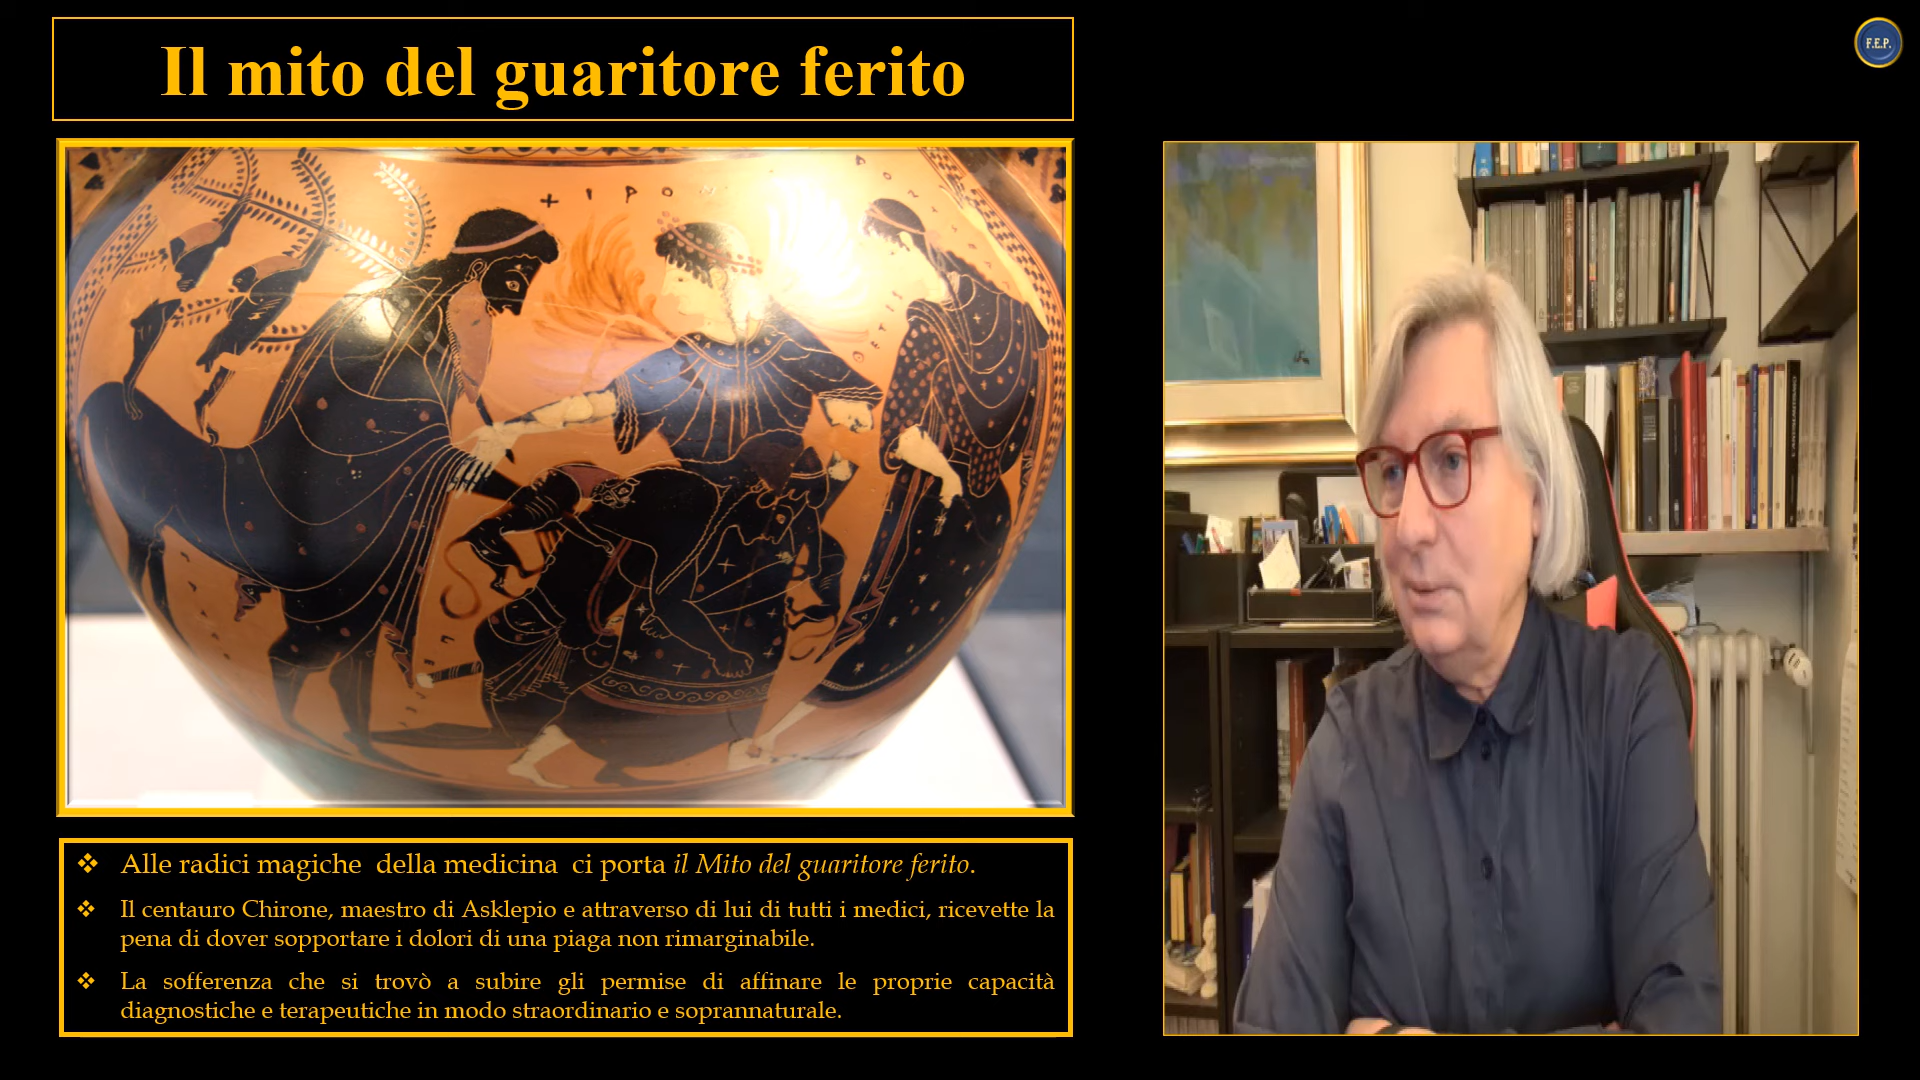 Il mito del guaritore ferito
F.E.P.
ΧΙΡΟΝ
❖ Alle radici magiche della medicina ci porta il Mito del guaritore ferito.
❖ Il centauro Chirone, maestro di Asklepio e attraverso di lui di tutti i medici, ricevette la
pena di dover sopportare i dolori di una piaga non rimarginabile.
❖ La sofferenza che si trovò a subire gli permise di affinare le proprie capacità
diagnostiche e terapeutiche in modo straordinario e soprannaturale.